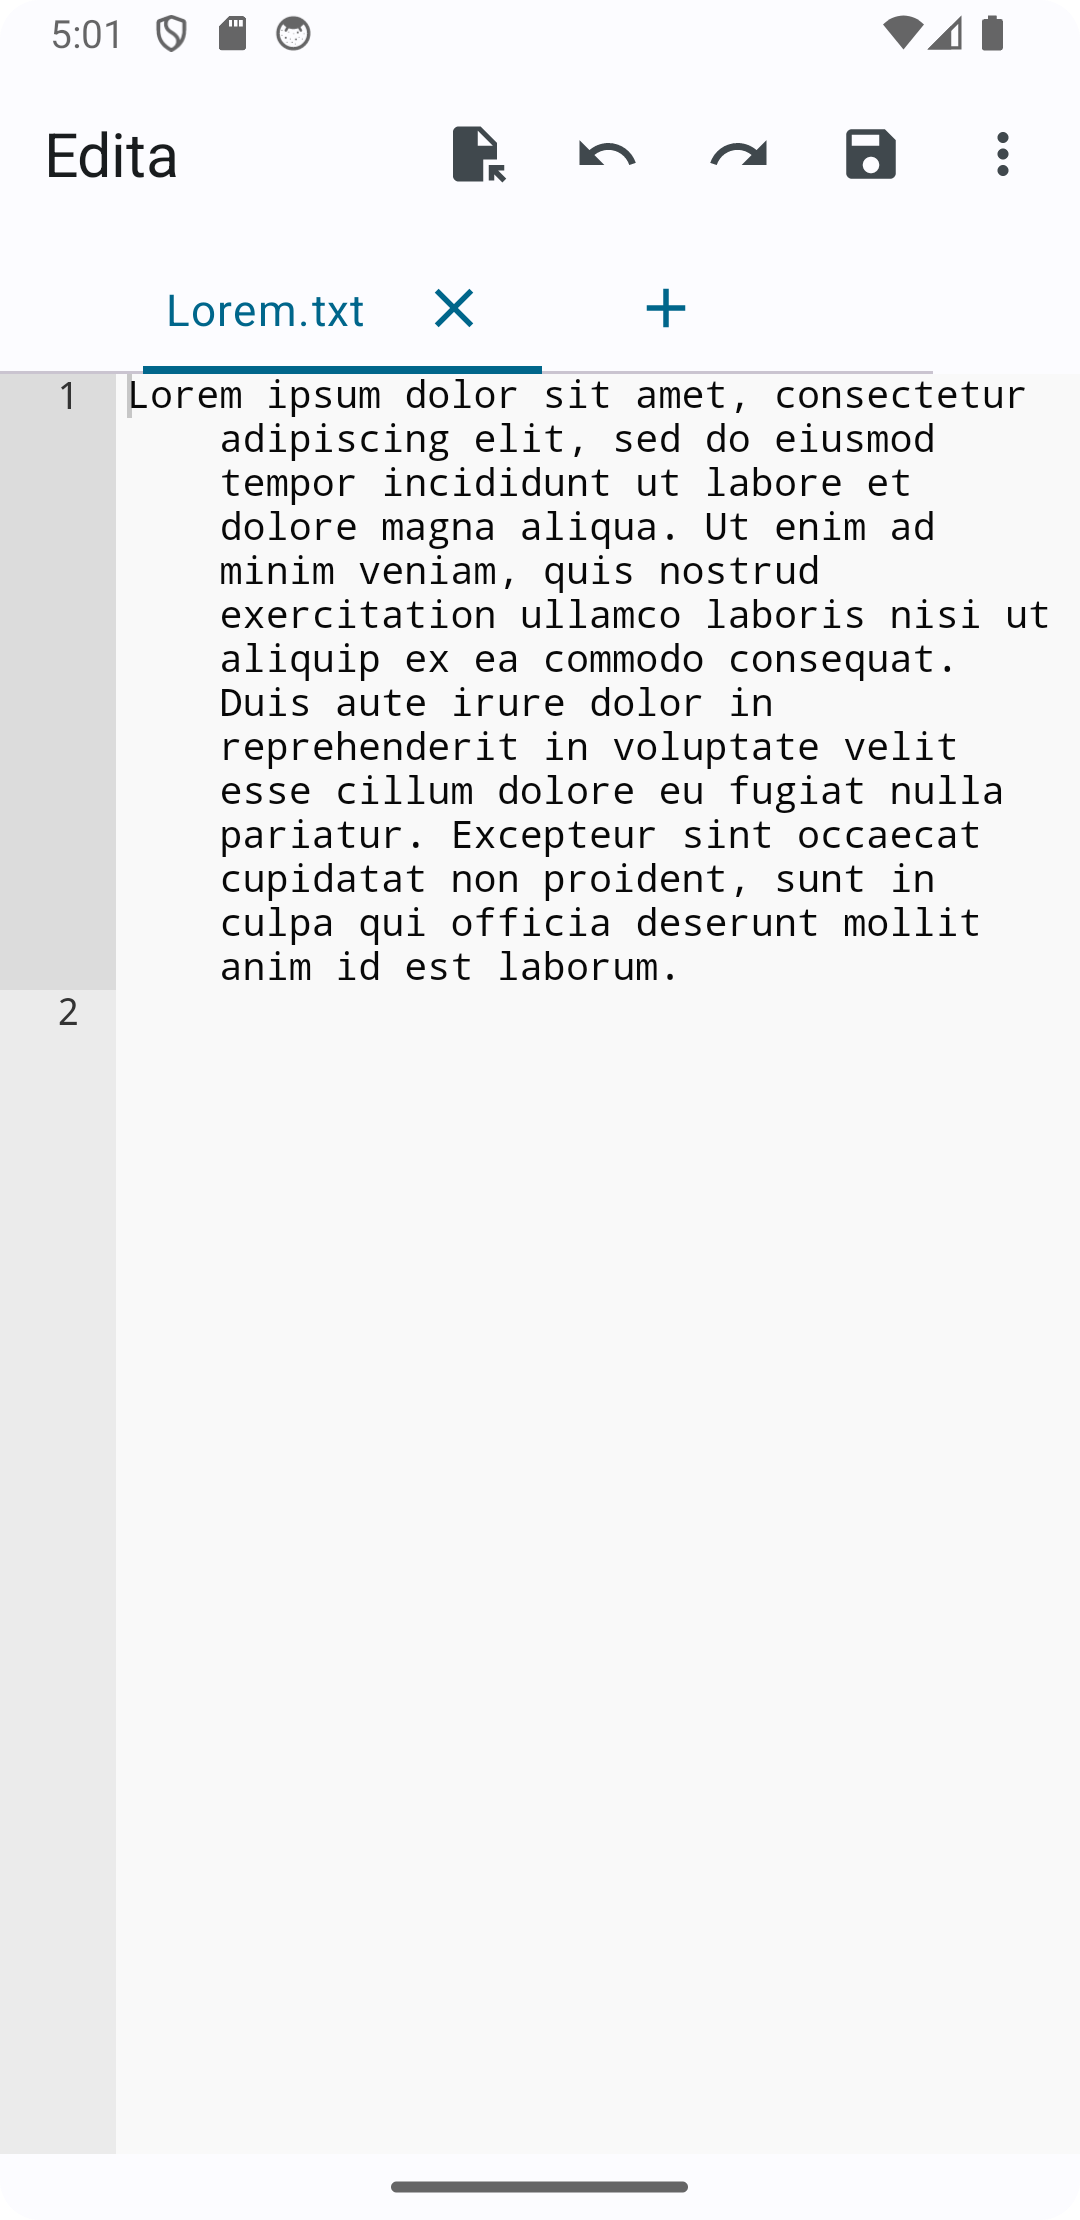 5:01
Edita
Lorem.txt
1 Lorem ipsum dolor sit amet, consectetur
adipiscing elit, sed do eiusmod
tempor incididunt ut labore et
dolore magna aliqua. Ut enim ad
minim veniam, quis nostrud
exercitation ullamco laboris nisi ut
aliquip ex ea commodo consequat.
Duis aute irure dolor in
reprehenderit in voluptate velit
esse cillum dolore eu fugiat nulla
pariatur. Excepteur sint occaecat
cupidatat non proident, sunt in
culpa qui officia deserunt mollit
anim id est laborum.
2